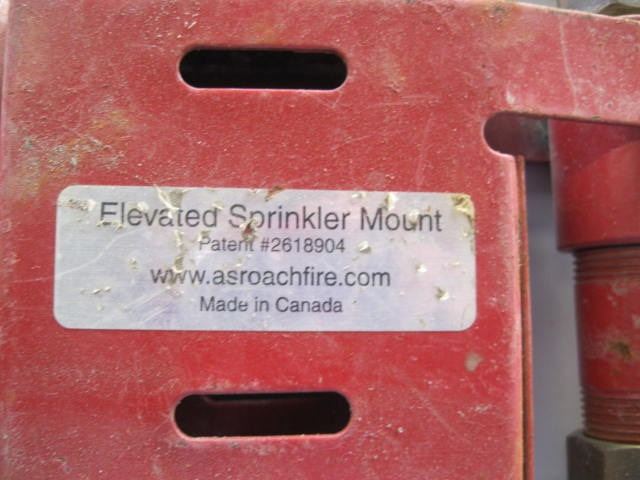 Elevated Sprinkler Mount
Patent #2618904
www.asroachfire.com
Made in Canada